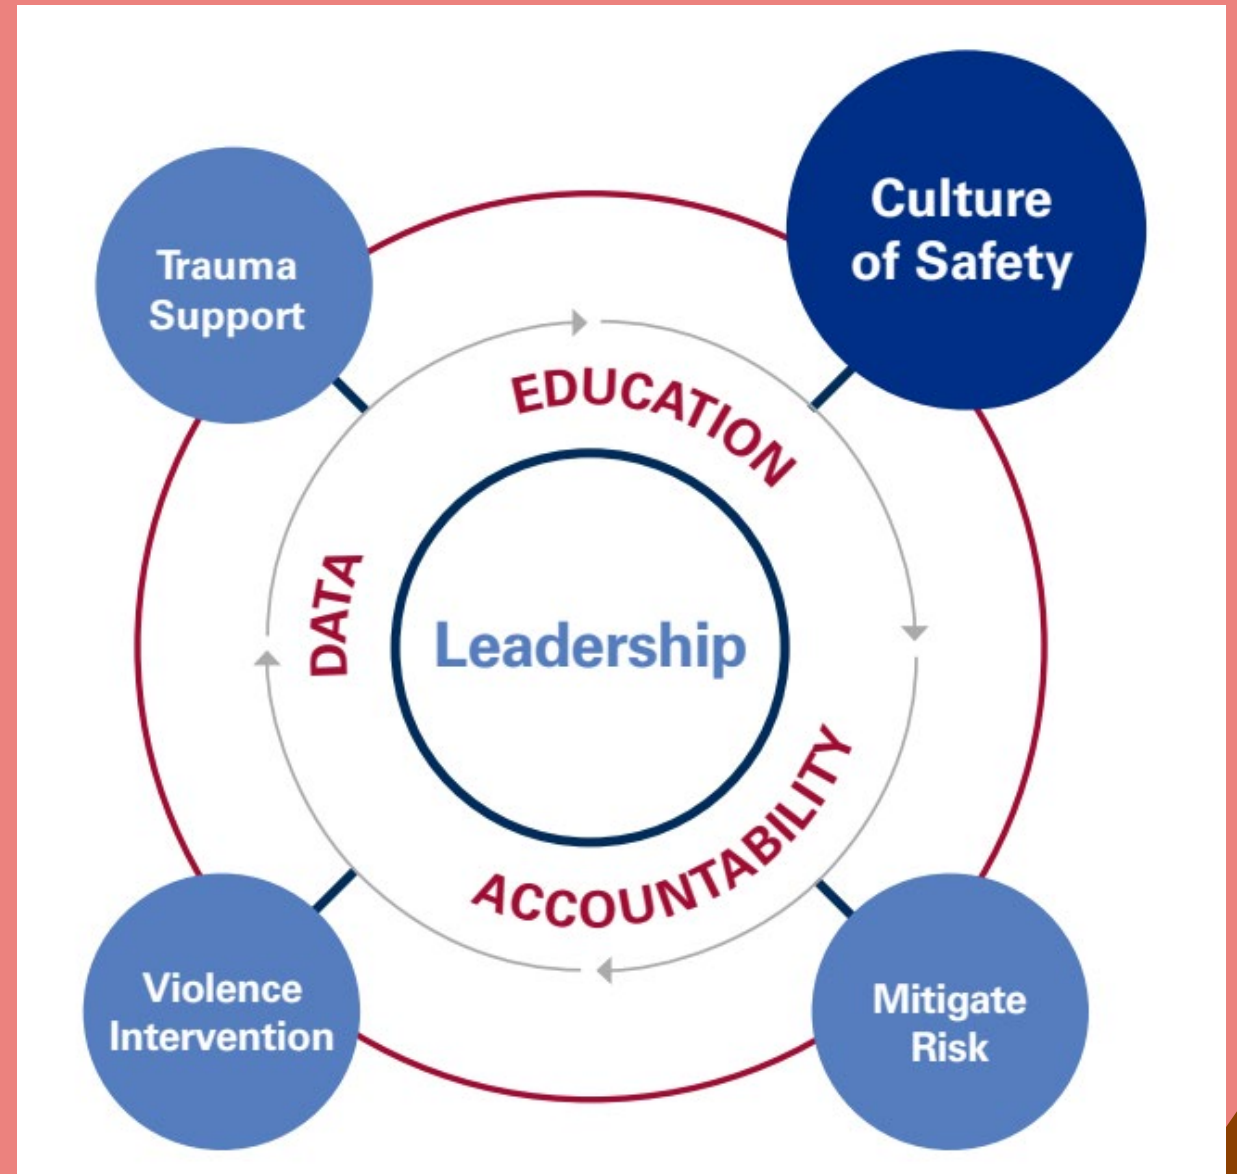 Culture
of Safety
Trauma
Support
EDUCATION
DATA
Leadership
ACCOUNTABILITY
Violence
Intervention
Mitigate
Risk